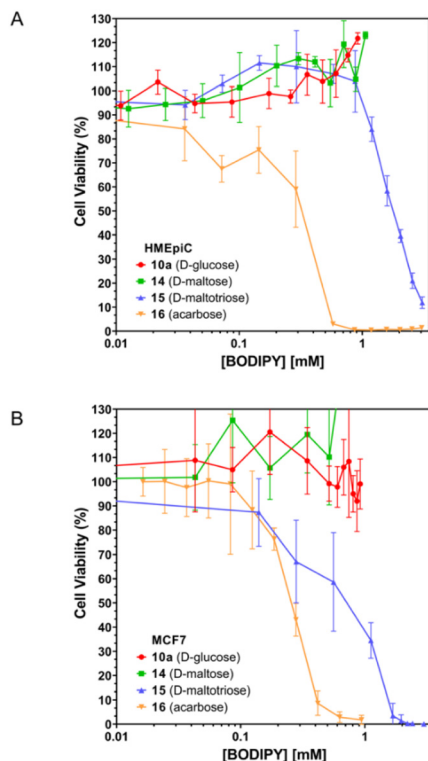 A
130
120
110
100
90
80
70
60
50
40
30
20
10
0
Cell Viability (%)
HMEpiC
10a (D-glucose)
14 (D-maltose)
15 (D-maltotriose)
16 (acarbose)
0.01 0.1 1
[BODIPY] [mM]
B
130
120
110
100
90
80
70
60
50
40
30
20
10
0
Cell Viability (%)
MCF7
10a (D-glucose)
14 (D-maltose)
15 (D-maltotriose)
16 (acarbose)
0.01 0.1 1
[BODIPY] [mM]